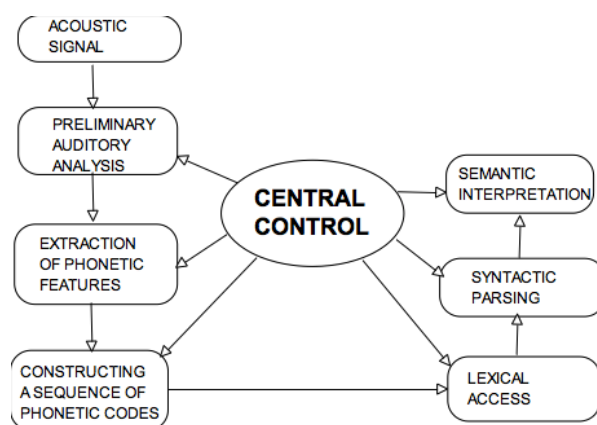 ACOUSTIC
SIGNAL
PRELIMINARY
AUDITORY
ANALYSIS
EXTRACTION
OF PHONETIC
FEATURES
CONSTRUCTING
A SEQUENCE OF
PHONETIC CODES
CENTRAL
CONTROL
SEMANTIC
INTERPRETATION
SYNTACTIC
PARSING
LEXICAL
ACCESS